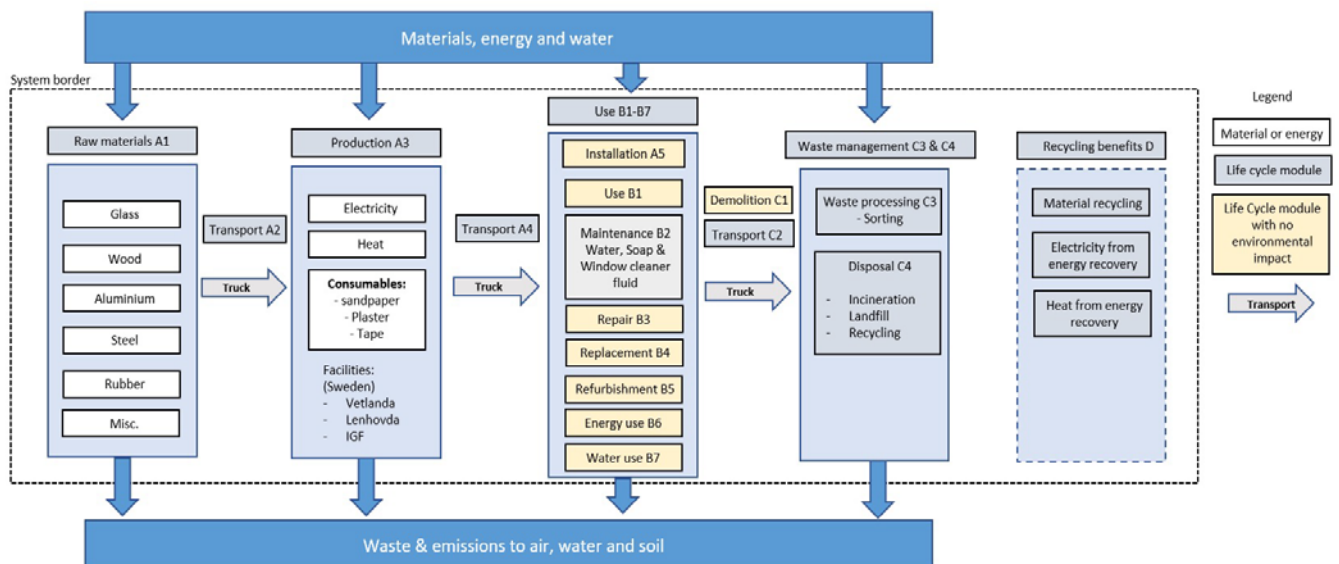 Materials, energy and water
System border
Raw materials A1
Glass
Wood
Aluminium
Steel
Rubber
Misc.
Transport A2
Truck
Production A3
Electricity
Heat
Consumables:
- sandpaper
- Plaster
- Tape
Facilities:
(Sweden)
- Vetlanda
- Lenhovda
- IGF
Transport A4
Truck
Use B1-B7
Installation A5
Use B1
Maintenance B2
Water, Soap &
Window cleaner
fluid
Repair B3
Replacement B4
Refurbishment B5
Energy use B6
Water use B7
Demolition C1
Transport C2
Truck
Waste management C3 & C4
Waste processing C3
- Sorting
Disposal C4
- Incineration
- Landfill
- Recycling
Recycling benefits D
Material recycling
Electricity from
energy recovery
Heat from energy
recovery
Legend
Material or energy
Life cycle module
Life Cycle module
with no
environmental
impact
Transport
Waste & emissions to air, water and soil